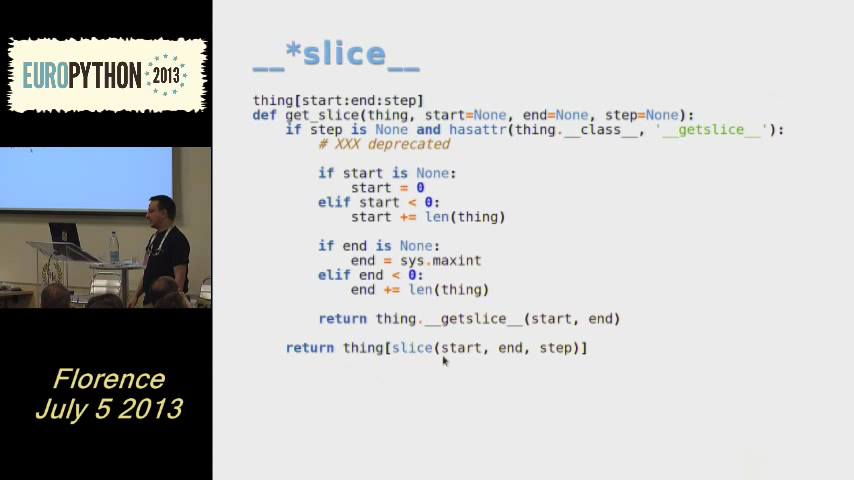 EUROPYTHON 2013
Florence
July 5 2013
__*slice__
thing[start:end:step]
def get_slice(thing, start=None, end=None, step=None):
    if step is None and hasattr(thing.__class__, '__getslice__'):
        # XXX deprecated
        if start is None:
            start = 0
        elif start < 0:
            start += len(thing)
        if end is None:
            end = sys.maxint
        elif end < 0:
            end += len(thing)
        return thing.__getslice__(start, end)
    return thing[slice(start, end, step)]